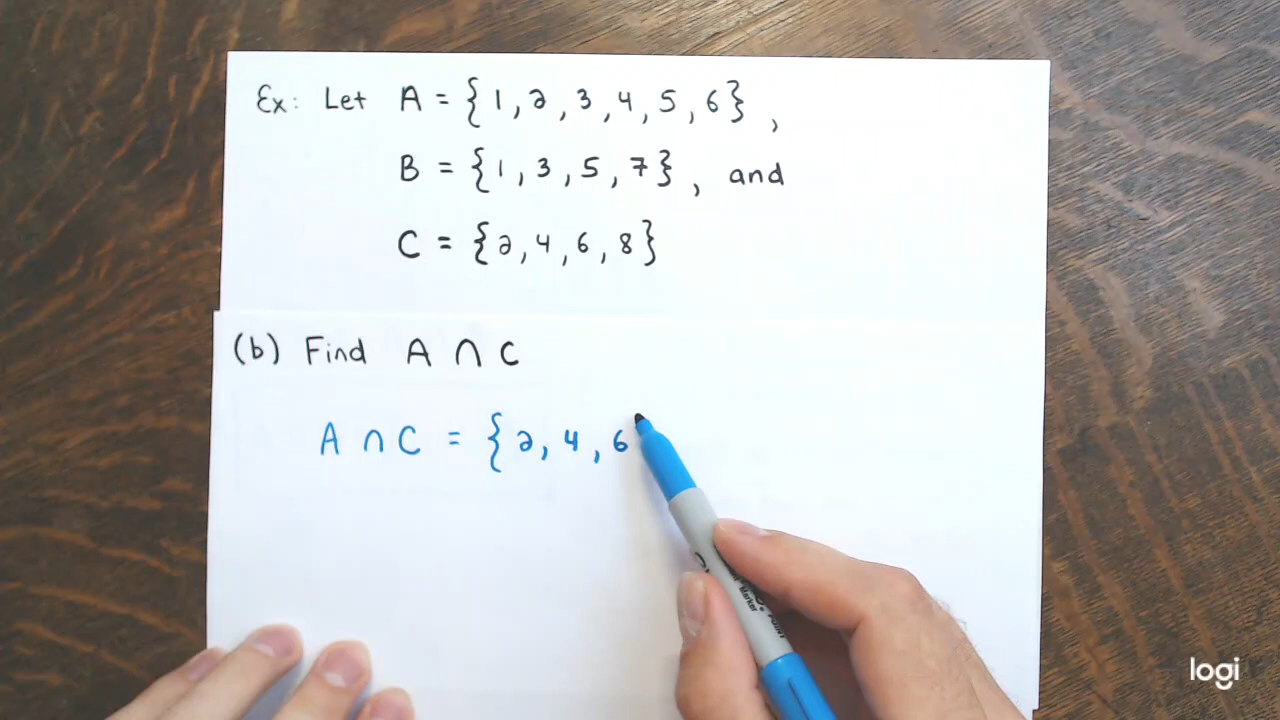 Ex: Let A = {1, 2, 3, 4, 5, 6},
B = {1, 3, 5, 7}, and
C = {2, 4, 6, 8}
(b) Find A ∩ C
A ∩ C = {2, 4, 6
Marker
logi